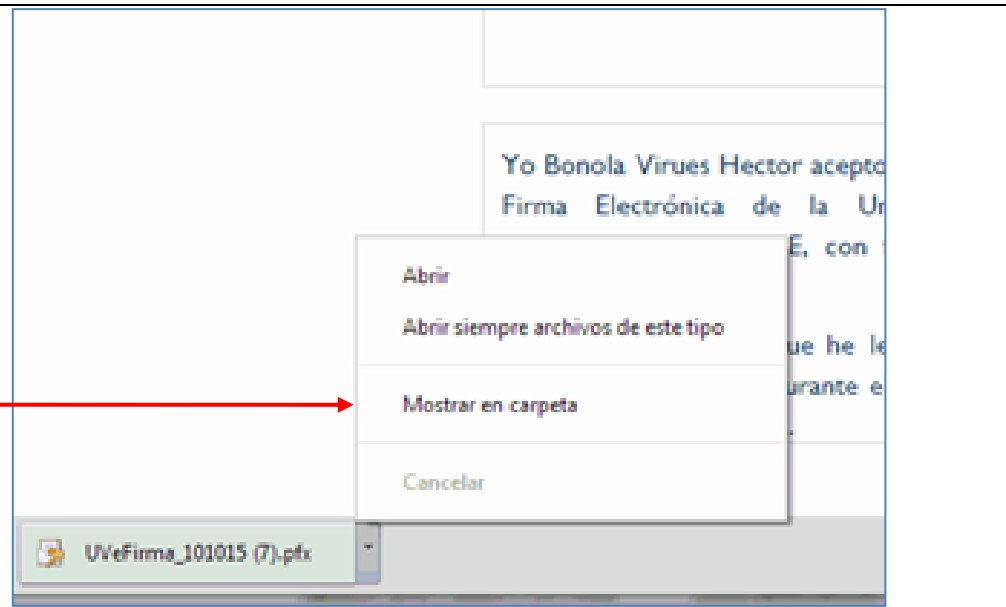 Yo Bonola Virues Hector acepto
Firma Electrónica de la
E, con
Abrir
Abrir siempre archivos de este tipo
ue he le
urante e
Mostrar en carpeta
Cancelar
UVeFirma_101015 (7).pfx